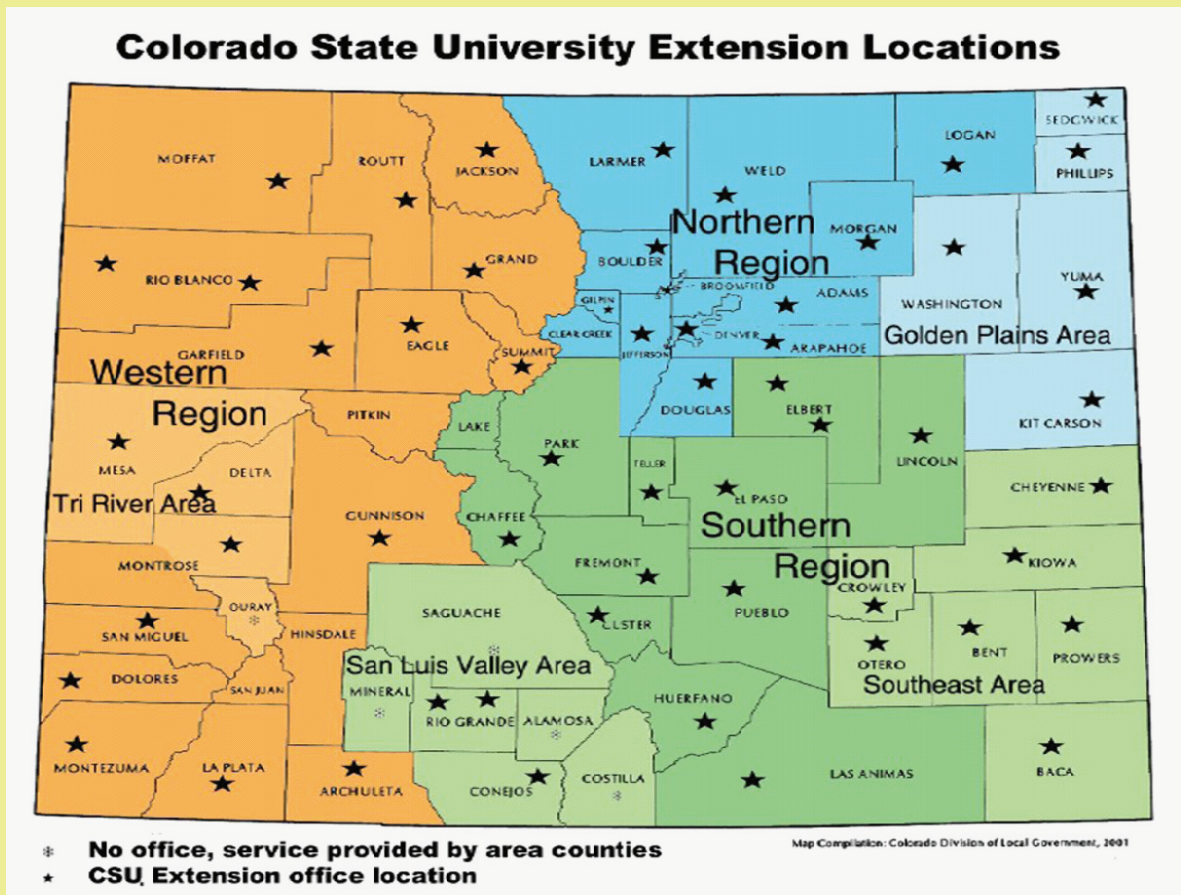 Colorado State University Extension Locations
SEDGWICK
LOGAN
MOFFAT
ROUTT
JACKSON
LARIMER
WELD
PHILLIPS
Northern
Region
MORGAN
RIO BLANCO
GRAND
BOULDER
YUMA
WASHINGTON
BROOMFIELD
ADAMS
GILPIN
CLEAR CREEK
JEFFERSON
DENVER
ARAPAHOE
Golden Plains Area
GARFIELD
EAGLE
SUMMIT
Western
Region
PITKIN
LAKE
PARK
DOUGLAS
ELBERT
KIT CARSON
MESA
DELTA
TELLER
LINCOLN
Tri River Area
GUNNISON
CHAFFEE
EL PASO
CHEYENNE
Southern
Region
MONTROSE
FREMONT
KIOWA
CROWLEY
OURAY
SAGUACHE
PUEBLO
SAN MIGUEL
HINSDALE
BENT
PROWERS
OTERO
San Luis Valley Area
Southeast Area
DOLORES
SAN JUAN
MINERAL
RIO GRANDE
ALAMOSA
HUERFANO
MONTEZUMA
LA PLATA
ARCHULETA
CONEJOS
COSTILLA
LAS ANIMAS
BACA
No office, service provided by area counties
CSU Extension office location
Map Compilation: Colorado Division of Local Government, 2001